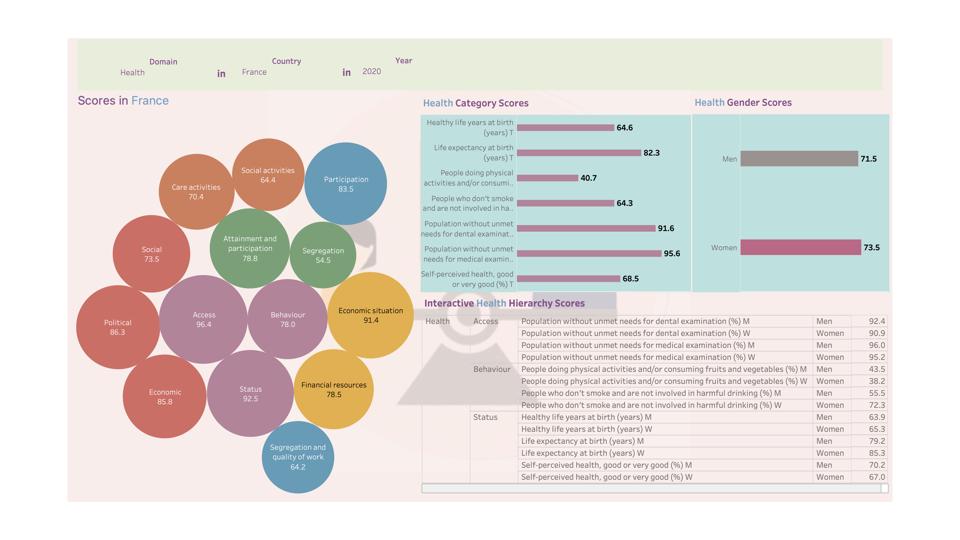 Domain
Country
Year
Health
in
France
in
2020
Scores in France
Social activities
64.4
Care activities
70.4
Participation
83.5
Attainment and
participation
78.8
Social
73.5
Segregation
54.5
Political
86.3
Access
96.4
Behaviour
78.0
Economic situation
91.4
Economic
85.8
Status
92.5
Financial resources
78.5
Segregation and
quality of work
64.2
Health Category Scores
Healthy life years at birth
(years) T
64.6
Life expectancy at birth
(years) T
82.3
People doing physical
activities and/or consumi..
40.7
People who don't smoke
and are not involved in ha..
64.3
Population without unmet
needs for dental examinat..
91.6
Population without unmet
needs for medical examin..
95.6
Self-perceived health, good
or very good (%) T
68.5
Health Gender Scores
Men 71.5
Women 73.5
Interactive Health Hierarchy Scores
Health Access Population without unmet needs for dental examination (%) M Men 92.4
Population without unmet needs for dental examination (%) W Women 90.9
Population without unmet needs for medical examination (%) M Men 96.0
Population without unmet needs for medical examination (%) W Women 95.2
Behaviour People doing physical activities and/or consuming fruits and vegetables (%) M Men 43.5
People doing physical activities and/or consuming fruits and vegetables (%) W Women 38.2
People who don't smoke and are not involved in harmful drinking (%) M Men 55.5
People who don't smoke and are not involved in harmful drinking (%) W Women 72.3
Status Healthy life years at birth (years) M Men 63.9
Healthy life years at birth (years) W Women 65.3
Life expectancy at birth (years) M Men 79.2
Life expectancy at birth (years) W Women 85.3
Self-perceived health, good or very good (%) M Men 70.2
Self-perceived health, good or very good (%) W Women 67.0